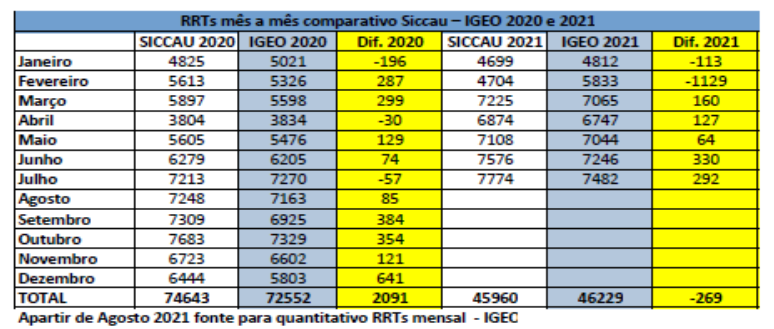 RRTs mês a mês comparativo Siccau – IGEO 2020 e 2021
SICCAU 2020 IGEO 2020 Dif. 2020 SICCAU 2021 IGEO 2021 Dif. 2021
Janeiro 4825 5021 -196 4699 4812 -113
Fevereiro 5613 5326 287 4704 5833 -1129
Março 5897 5598 299 7225 7065 160
Abril 3804 3834 -30 6874 6747 127
Maio 5605 5476 129 7108 7044 64
Junho 6279 6205 74 7576 7246 330
Julho 7213 7270 -57 7774 7482 292
Agosto 7248 7163 85
Setembro 7309 6925 384
Outubro 7683 7329 354
Novembro 6723 6602 121
Dezembro 6444 5803 641
TOTAL 74643 72552 2091 45960 46229 -269
Apartir de Agosto 2021 fonte para quantitativo RRTs mensal - IGEO